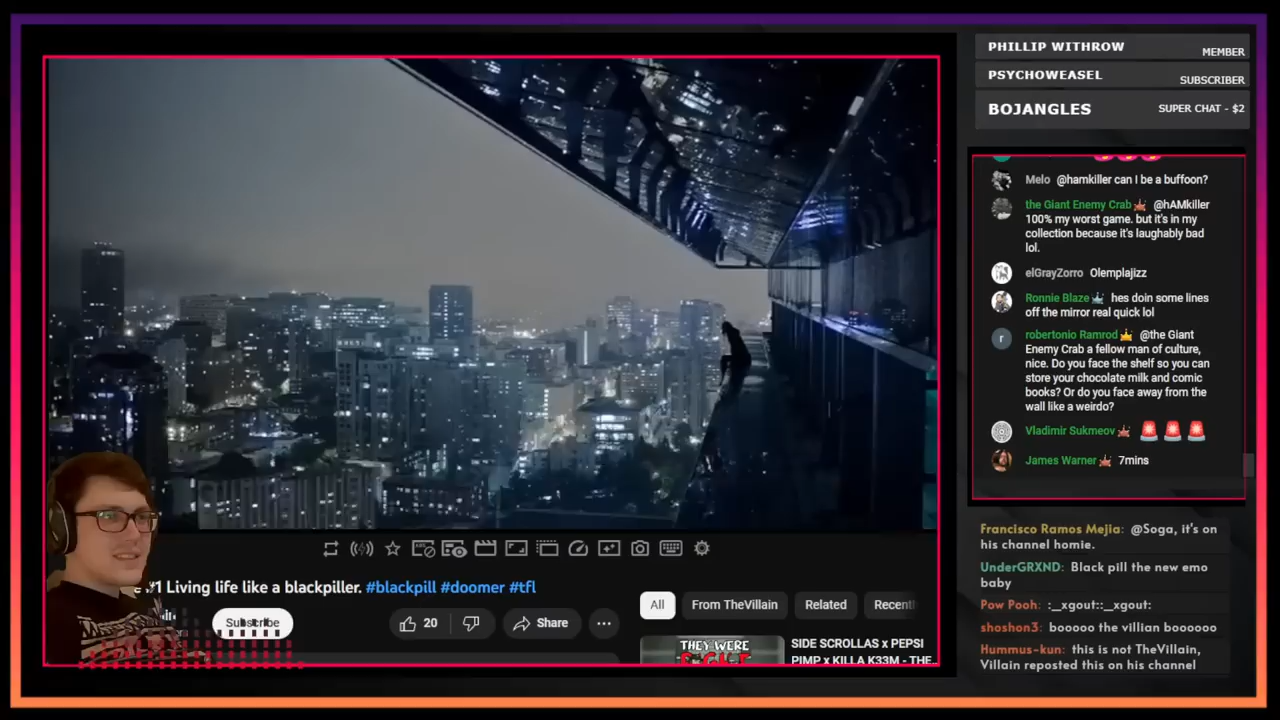 PHILLIP WITHROW
MEMBER
PSYCHOWEASEL
SUBSCRIBER
BOJANGLES
SUPER CHAT - $2
Melo @hamkiller can I be a buffoon?
the Giant Enemy Crab @hAMkiller
100% my worst game. but it's in my
collection because it's laughably bad
lol.
elGrayZorro Olemplajizz
Ronnie Blaze hes doin some lines
off the mirror real quick lol
robertonio Ramrod @the Giant
Enemy Crab a fellow man of culture,
nice. Do you face the shelf so you can
store your chocolate milk and comic
books? Or do you face away from the
wall like a weirdo?
Vladimir Sukmeov
James Warner 7mins
Francisco Ramos Mejia: @Soga, it's on
his channel homie.
UnderGRXND: Black pill the new emo
baby
Pow Pooh: :_xgout::_xgout:
shoshon3: booooo the villian boooooo
Hummus-kun: this is not TheVillain,
Villain reposted this on his channel
#1 Living life like a blackpiller. #blackpill #doomer #tfl
Subscribe
20
Share
All
From TheVillain
Related
Recentl
THEY WERE
SIDE SCROLLAS x PEPSI
PIMP x KILLA K33M - THE...